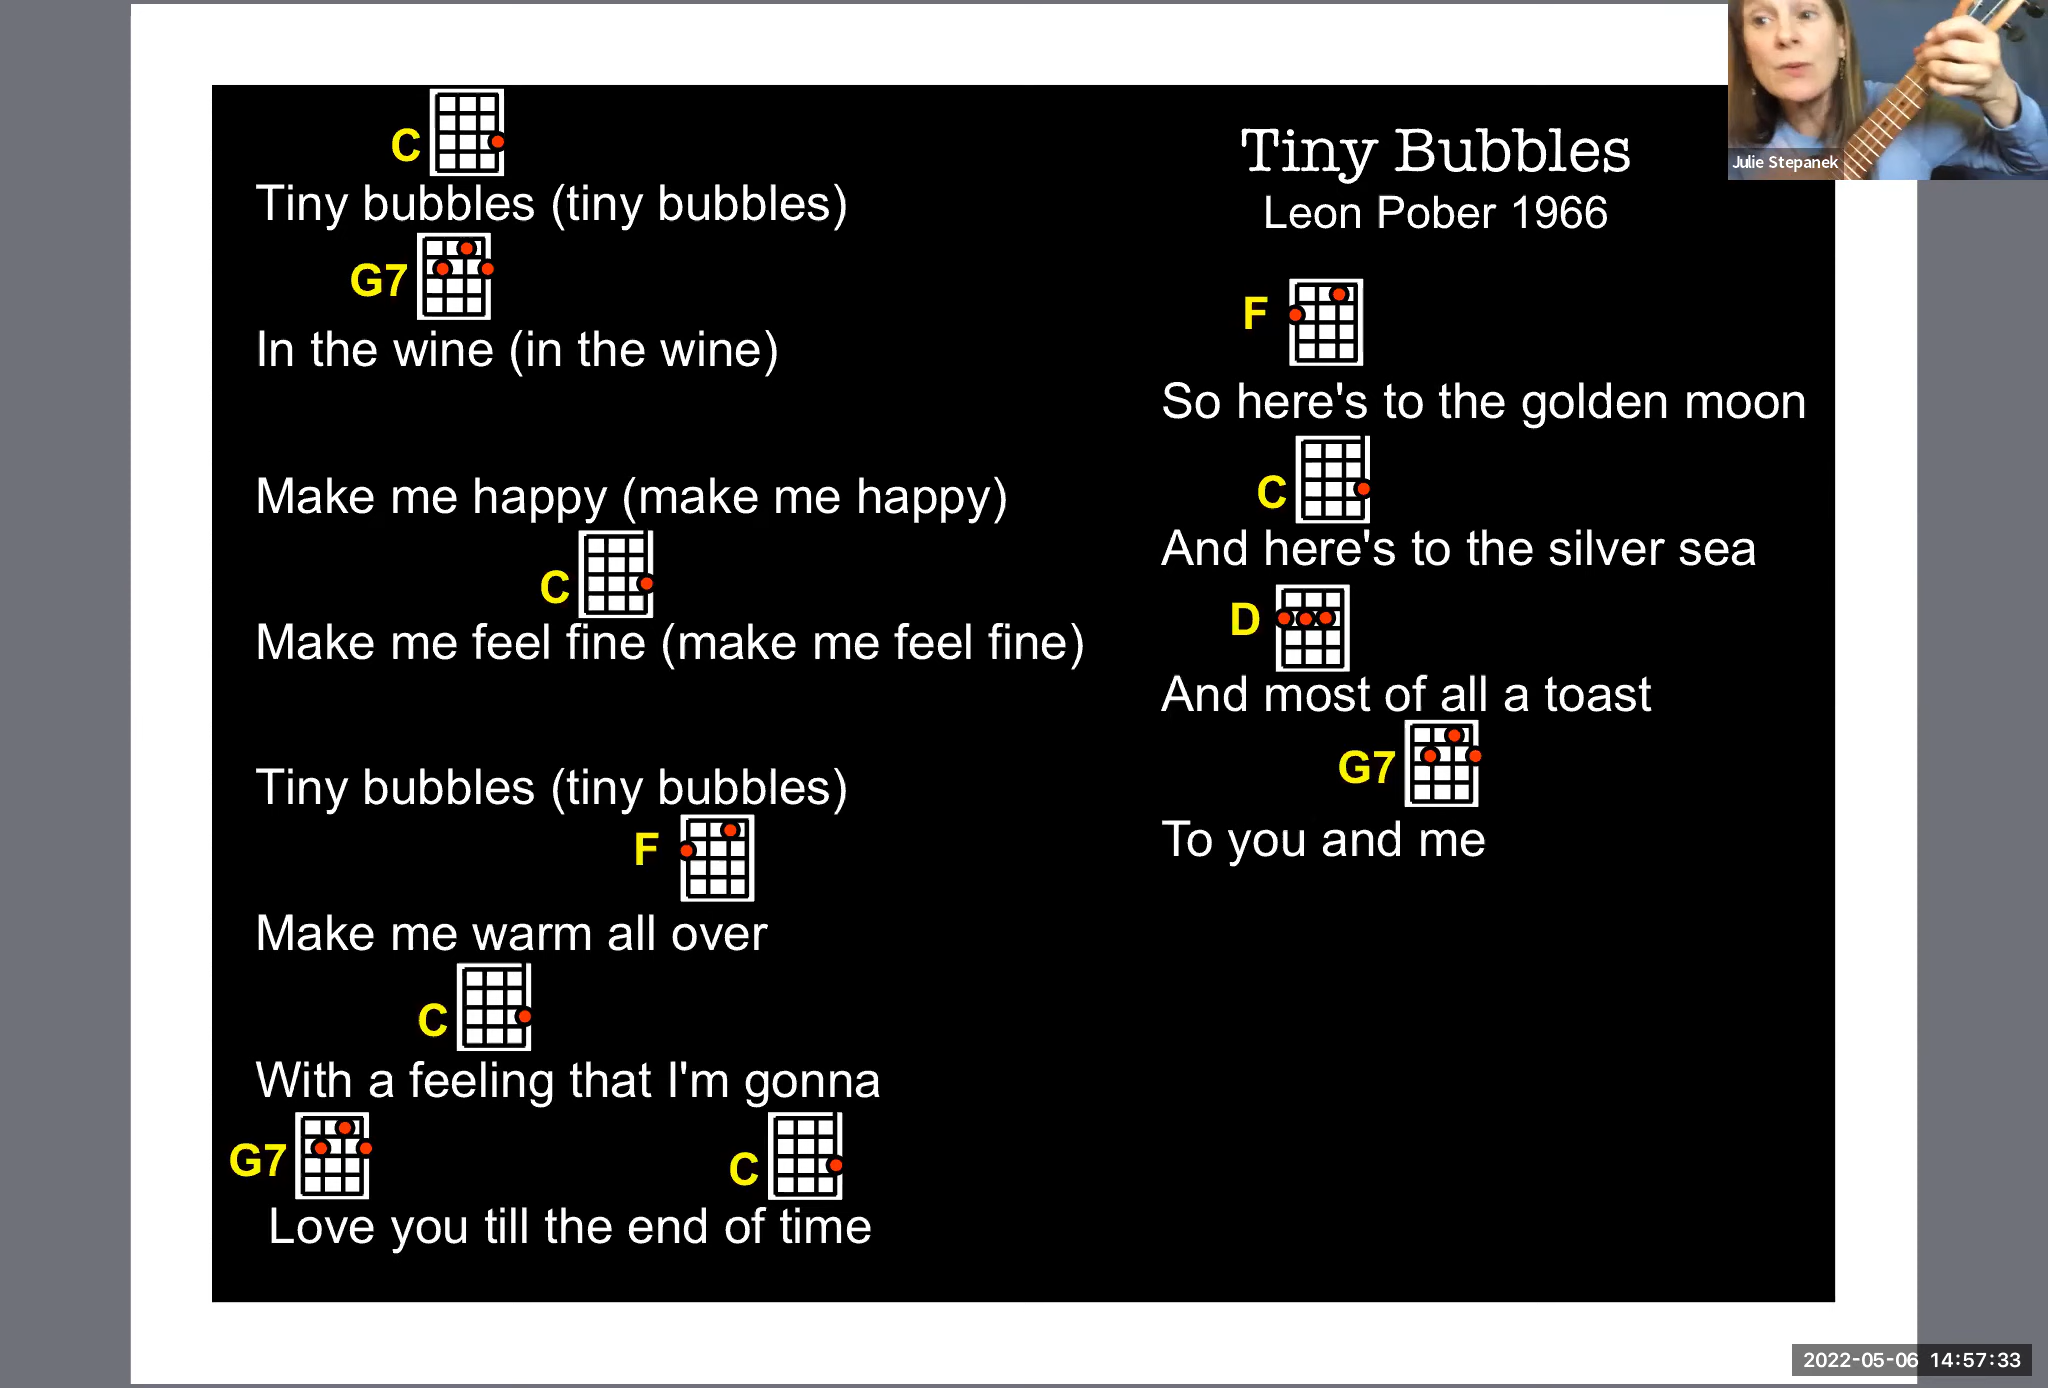 C
Tiny bubbles (tiny bubbles)
G7
In the wine (in the wine)
Make me happy (make me happy)
C
Make me feel fine (make me feel fine)
Tiny bubbles (tiny bubbles)
F
Make me warm all over
C
With a feeling that I'm gonna
G7 C
Love you till the end of time
Tiny Bubbles
Leon Pober 1966
F
So here's to the golden moon
C
And here's to the silver sea
D
And most of all a toast
G7
To you and me
Julie Stepanek
2022-05-06 14:57:33